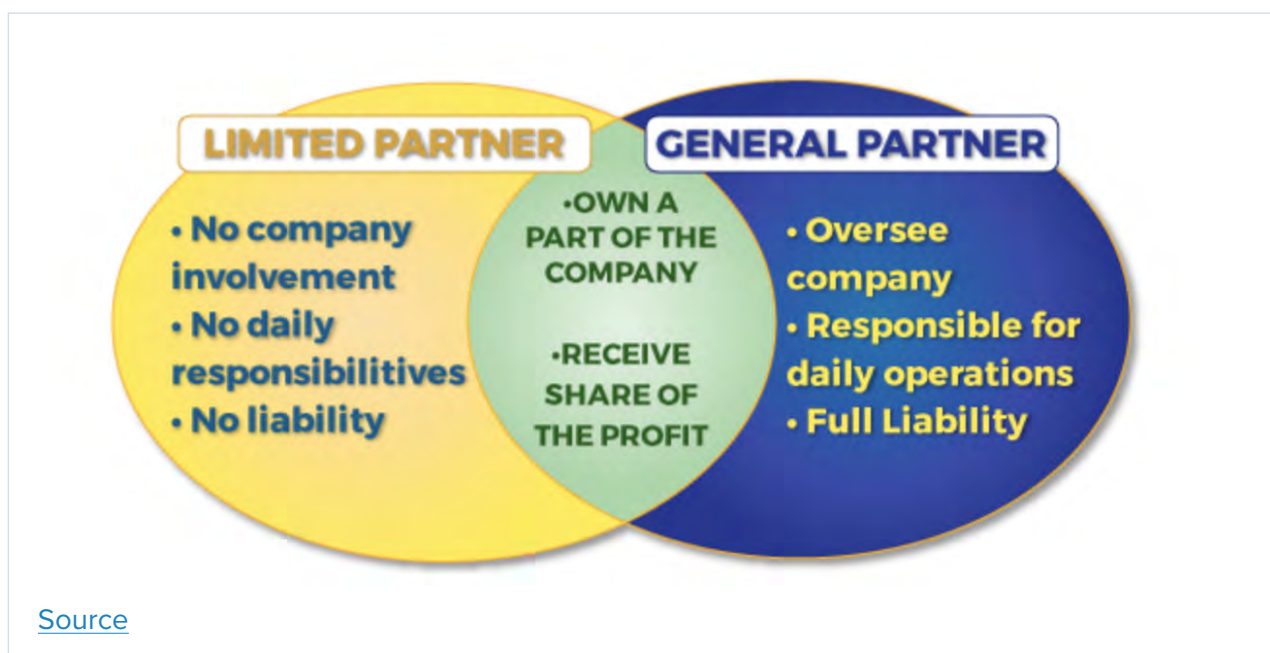 LIMITED PARTNER
• No company
involvement
• No daily
responsibilitives
• No liability
•OWN A
PART OF THE
COMPANY
•RECEIVE
SHARE OF
THE PROFIT
GENERAL PARTNER
• Oversee
company
• Responsible for
daily operations
• Full Liability
Source